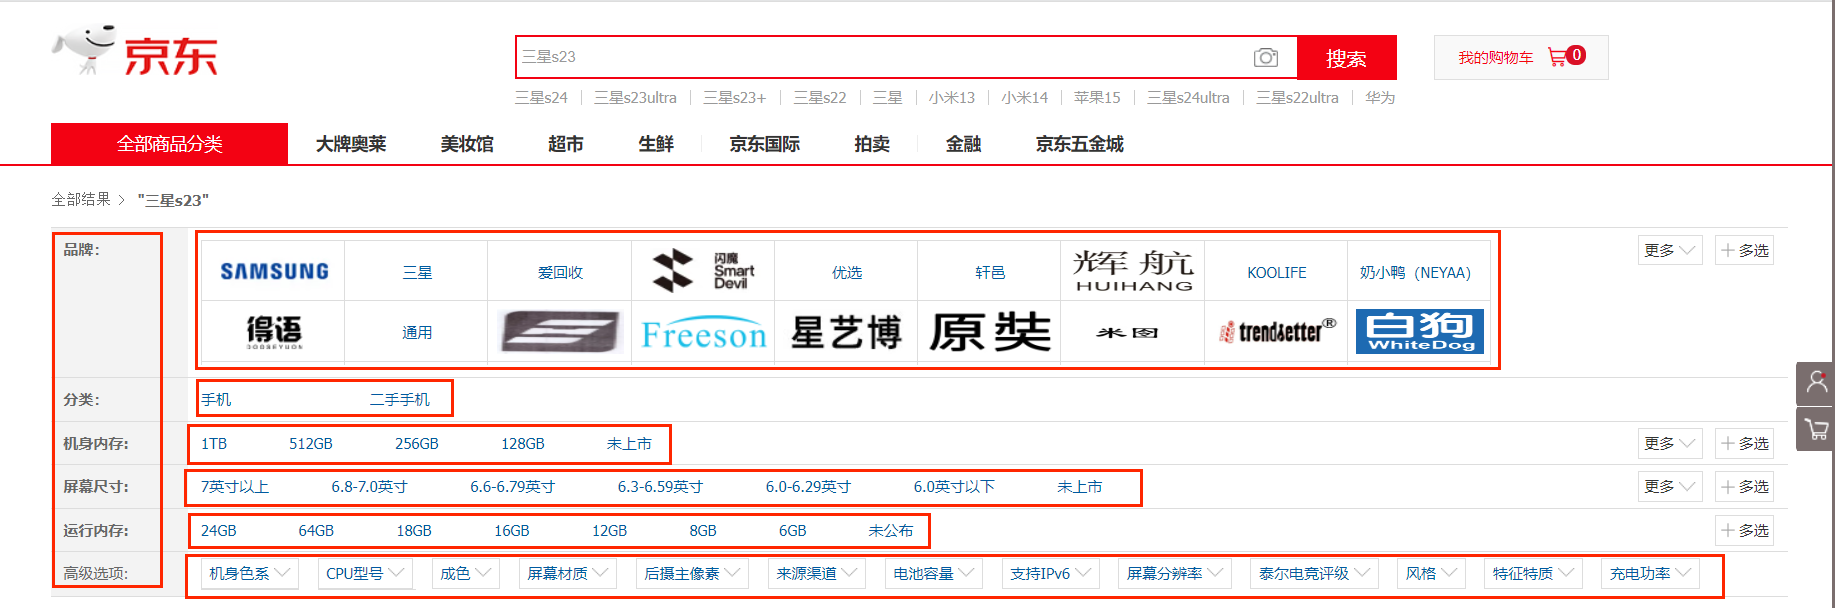 京东
三星s23
搜索
我的购物车 0
三星s24 三星s23ultra 三星s23+ 三星s22 三星 小米13 小米14 苹果15 三星s24ultra 三星s22ultra 华为
全部商品分类 大牌奥莱 美妆馆 超市 生鲜 京东国际 拍卖 金融 京东五金城
全部结果 > "三星s23"
品牌:
SAMSUNG 三星 爱回收 闪魔 Smart Devil 优选 轩邑 辉航 HUIHANG KOOLIFE 奶小鸭 (NEYAA) 更多 + 多选
得语 DOOSEYUON 通用 Freeson 星艺博 原装 米图 trendsetter® 白狗 WhiteDog
分类: 手机 二手手机
机身内存: 1TB 512GB 256GB 128GB 未上市 更多 + 多选
屏幕尺寸: 7英寸以上 6.8-7.0英寸 6.6-6.79英寸 6.3-6.59英寸 6.0-6.29英寸 6.0英寸以下 未上市 更多 + 多选
运行内存: 24GB 64GB 18GB 16GB 12GB 8GB 6GB 未公布 + 多选
高级选项: 机身色系 CPU型号 成色 屏幕材质 后摄主像素 来源渠道 电池容量 支持IPv6 屏幕分辨率 泰尔电竞评级 风格 特征特质 充电功率